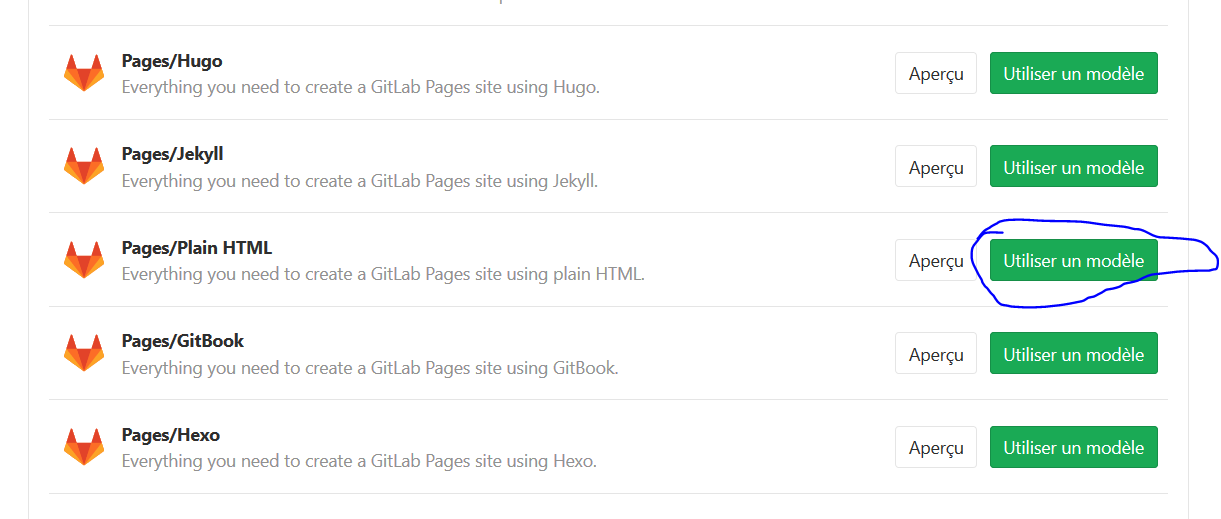 Pages/Hugo
Everything you need to create a GitLab Pages site using Hugo.
Aperçu
Utiliser un modèle
Pages/Jekyll
Everything you need to create a GitLab Pages site using Jekyll.
Aperçu
Utiliser un modèle
Pages/Plain HTML
Everything you need to create a GitLab Pages site using plain HTML.
Aperçu
Utiliser un modèle
Pages/GitBook
Everything you need to create a GitLab Pages site using GitBook.
Aperçu
Utiliser un modèle
Pages/Hexo
Everything you need to create a GitLab Pages site using Hexo.
Aperçu
Utiliser un modèle